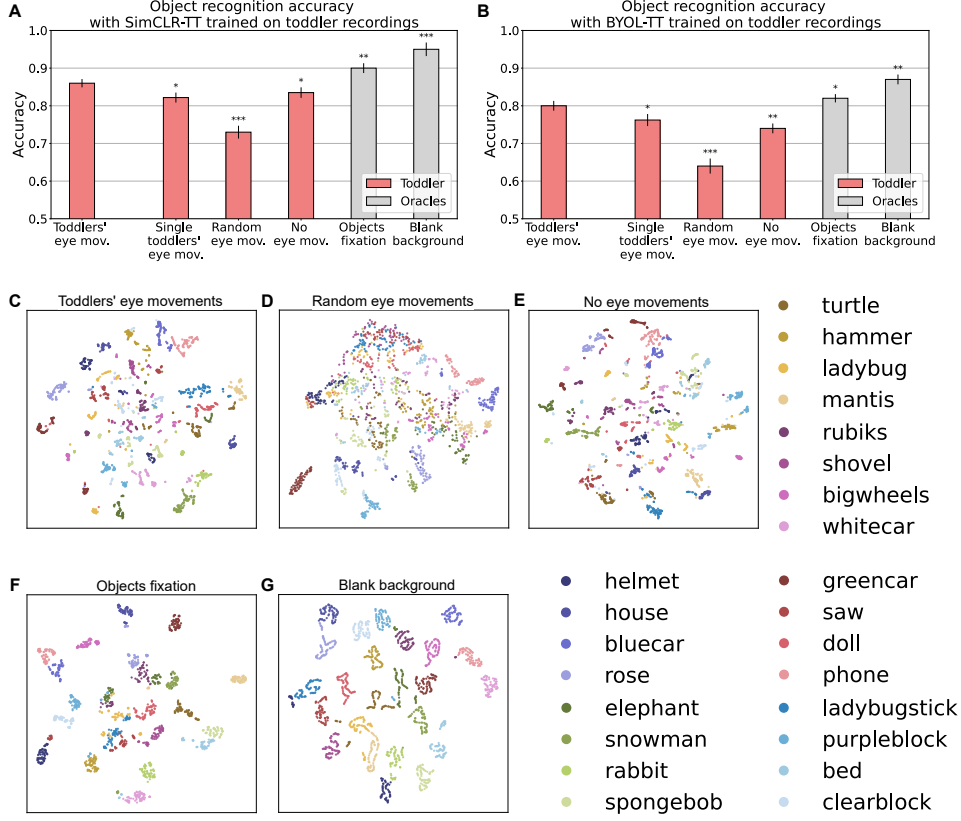 A
Object recognition accuracy
with SimCLR-TT trained on toddler recordings
Accuracy
1.0
0.9
0.8
0.7
0.6
0.5
*
***
*
**
***
Toddler
Oracles
Toddlers'
eye mov.
Single
toddlers'
eye mov.
Random
eye mov.
No
eye mov.
Objects
fixation
Blank
background
B
Object recognition accuracy
with BYOL-TT trained on toddler recordings
Accuracy
1.0
0.9
0.8
0.7
0.6
0.5
*
***
**
*
**
Toddler
Oracles
Toddlers'
eye mov.
Single
toddlers'
eye mov.
Random
eye mov.
No
eye mov.
Objects
fixation
Blank
background
C
Toddlers' eye movements
D
Random eye movements
E
No eye movements
turtle
hammer
ladybug
mantis
rubiks
shovel
bigwheels
whitecar
F
Objects fixation
G
Blank background
helmet
house
bluecar
rose
elephant
snowman
rabbit
spongebob
greencar
saw
doll
phone
ladybugstick
purpleblock
bed
clearblock